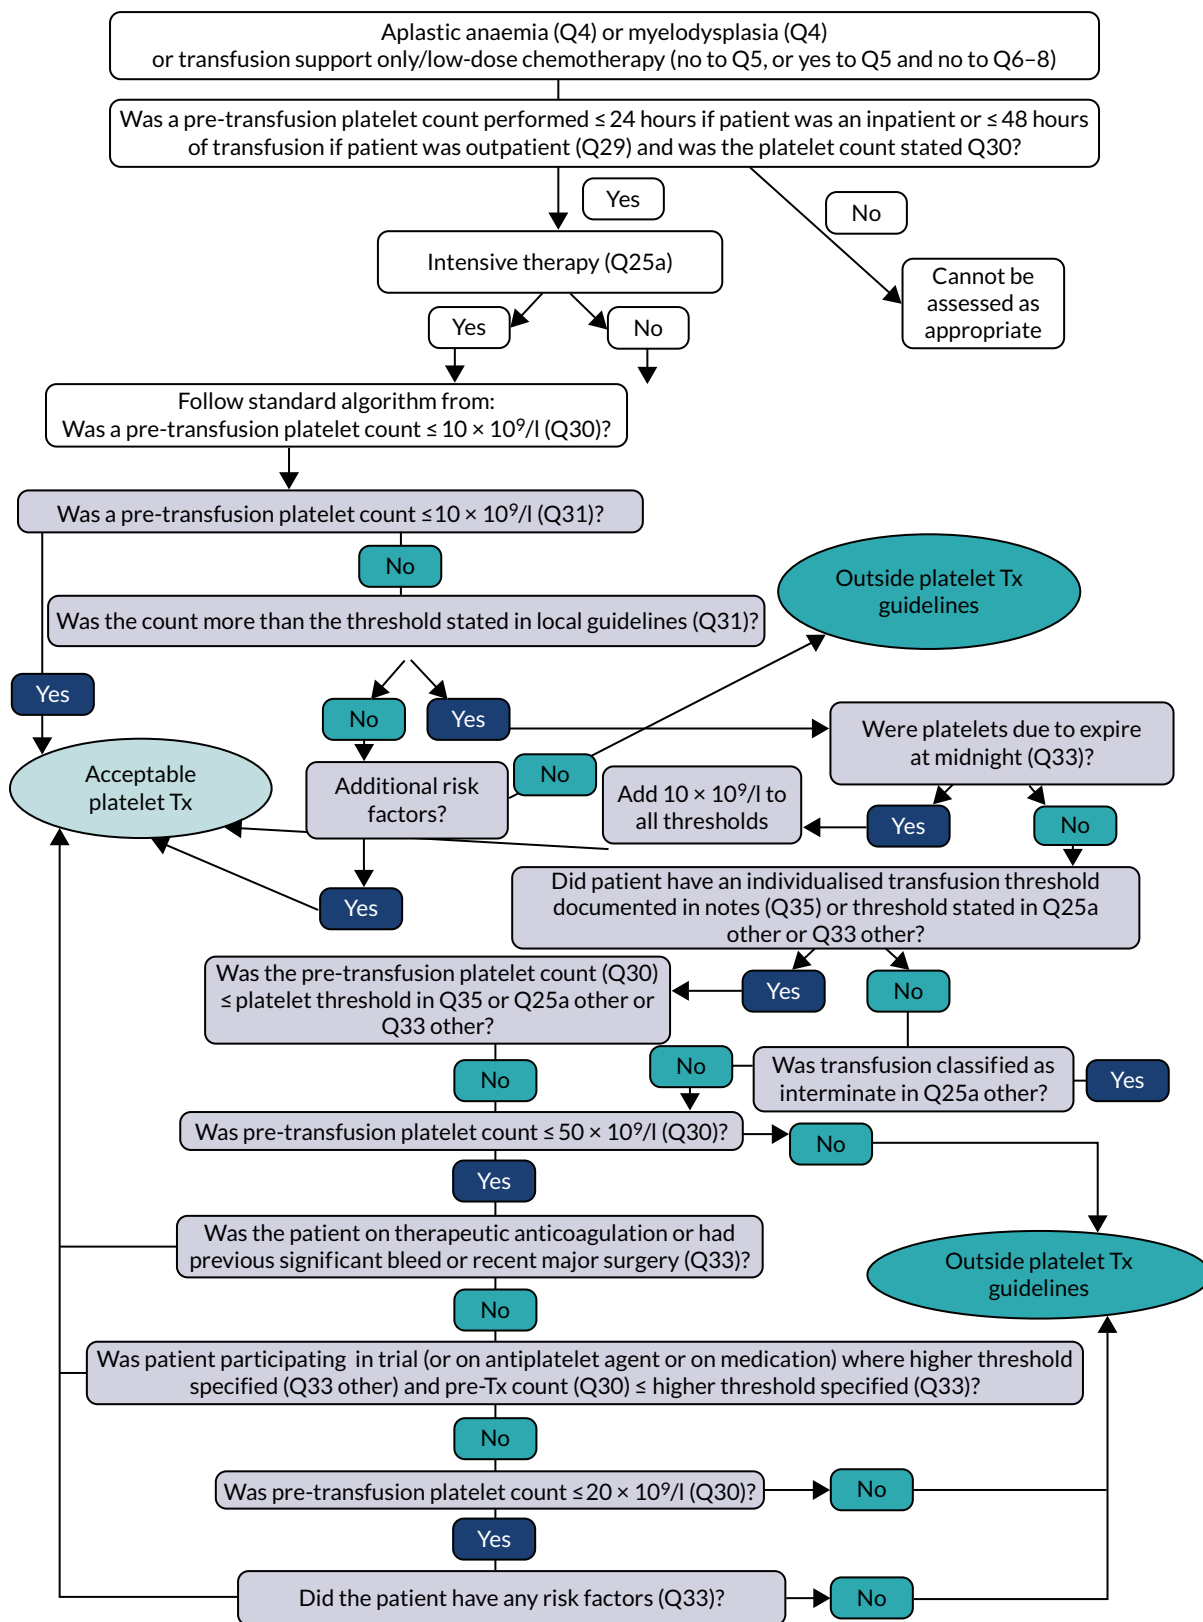 Aplastic anaemia (Q4) or myelodysplasia (Q4)
or transfusion support only/low-dose chemotherapy (no to Q5, or yes to Q5 and no to Q6–8)
Was a pre-transfusion platelet count performed ≤ 24 hours if patient was an inpatient or ≤ 48 hours
of transfusion if patient was outpatient (Q29) and was the platelet count stated Q30?
Yes
No
Intensive therapy (Q25a)
Cannot be
assessed as
appropriate
Yes
No
Follow standard algorithm from:
Was a pre-transfusion platelet count ≤ 10 × 10⁹/l (Q30)?
Was a pre-transfusion platelet count ≤10 × 10⁹/l (Q31)?
No
Outside platelet Tx
guidelines
Was the count more than the threshold stated in local guidelines (Q31)?
Yes
No
Yes
Were platelets due to expire
at midnight (Q33)?
Acceptable
platelet Tx
Additional risk
factors?
No
Add 10 × 10⁹/l to
all thresholds
Yes
No
Yes
Did patient have an individualised transfusion threshold
documented in notes (Q35) or threshold stated in Q25a
other or Q33 other?
Was the pre-transfusion platelet count (Q30)
≤ platelet threshold in Q35 or Q25a other or
Q33 other?
Yes
No
No
No
Was transfusion classified as
interminate in Q25a other?
Yes
Was pre-transfusion platelet count ≤ 50 × 10⁹/l (Q30)?
No
Yes
Was the patient on therapeutic anticoagulation or had
previous significant bleed or recent major surgery (Q33)?
Outside platelet Tx
guidelines
No
Was patient participating in trial (or on antiplatelet agent or on medication) where higher threshold
specified (Q33 other) and pre-Tx count (Q30) ≤ higher threshold specified (Q33)?
No
Was pre-transfusion platelet count ≤20 × 10⁹/l (Q30)?
No
Yes
Did the patient have any risk factors (Q33)?
No